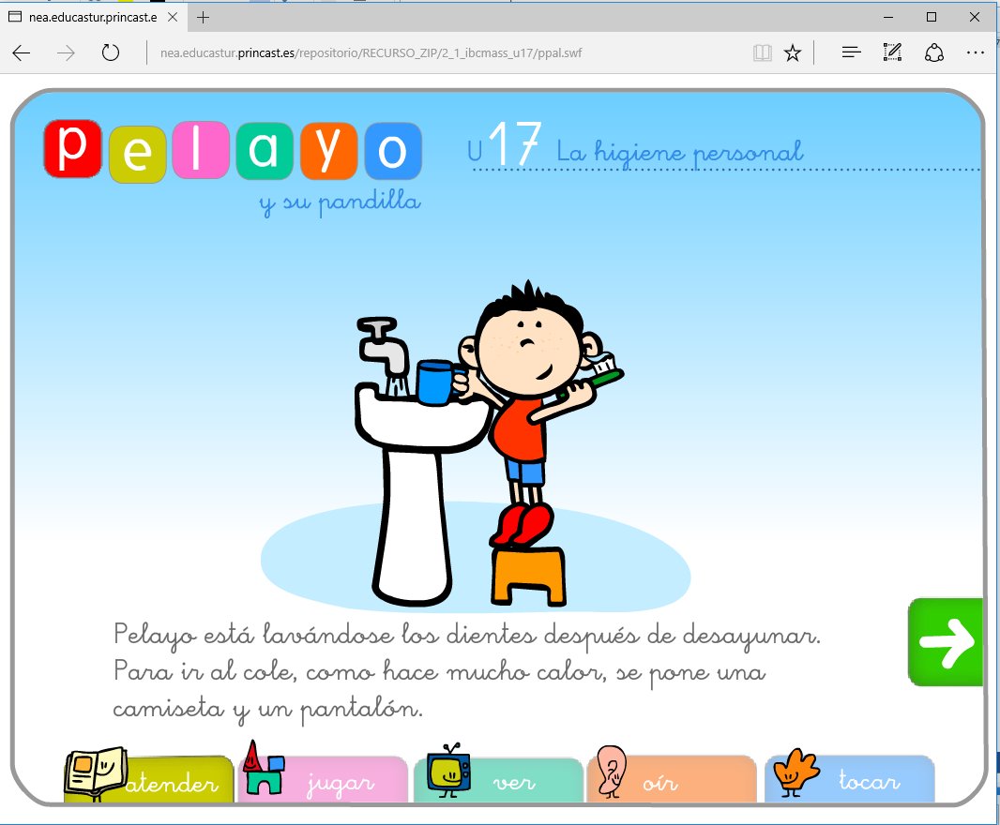 nea.educastur.princast.e
nea.educastur.princast.es/repositorio/RECURSO_ZIP/2_1_ibcmass_u17/ppal.swf
pelayo
y su pandilla
U 17 La higiene personal
Pelayo está lavándose los dientes después de desayunar.
Para ir al cole, como hace mucho calor, se pone una
camiseta y un pantalón.
atender
jugar
ver
oír
tocar